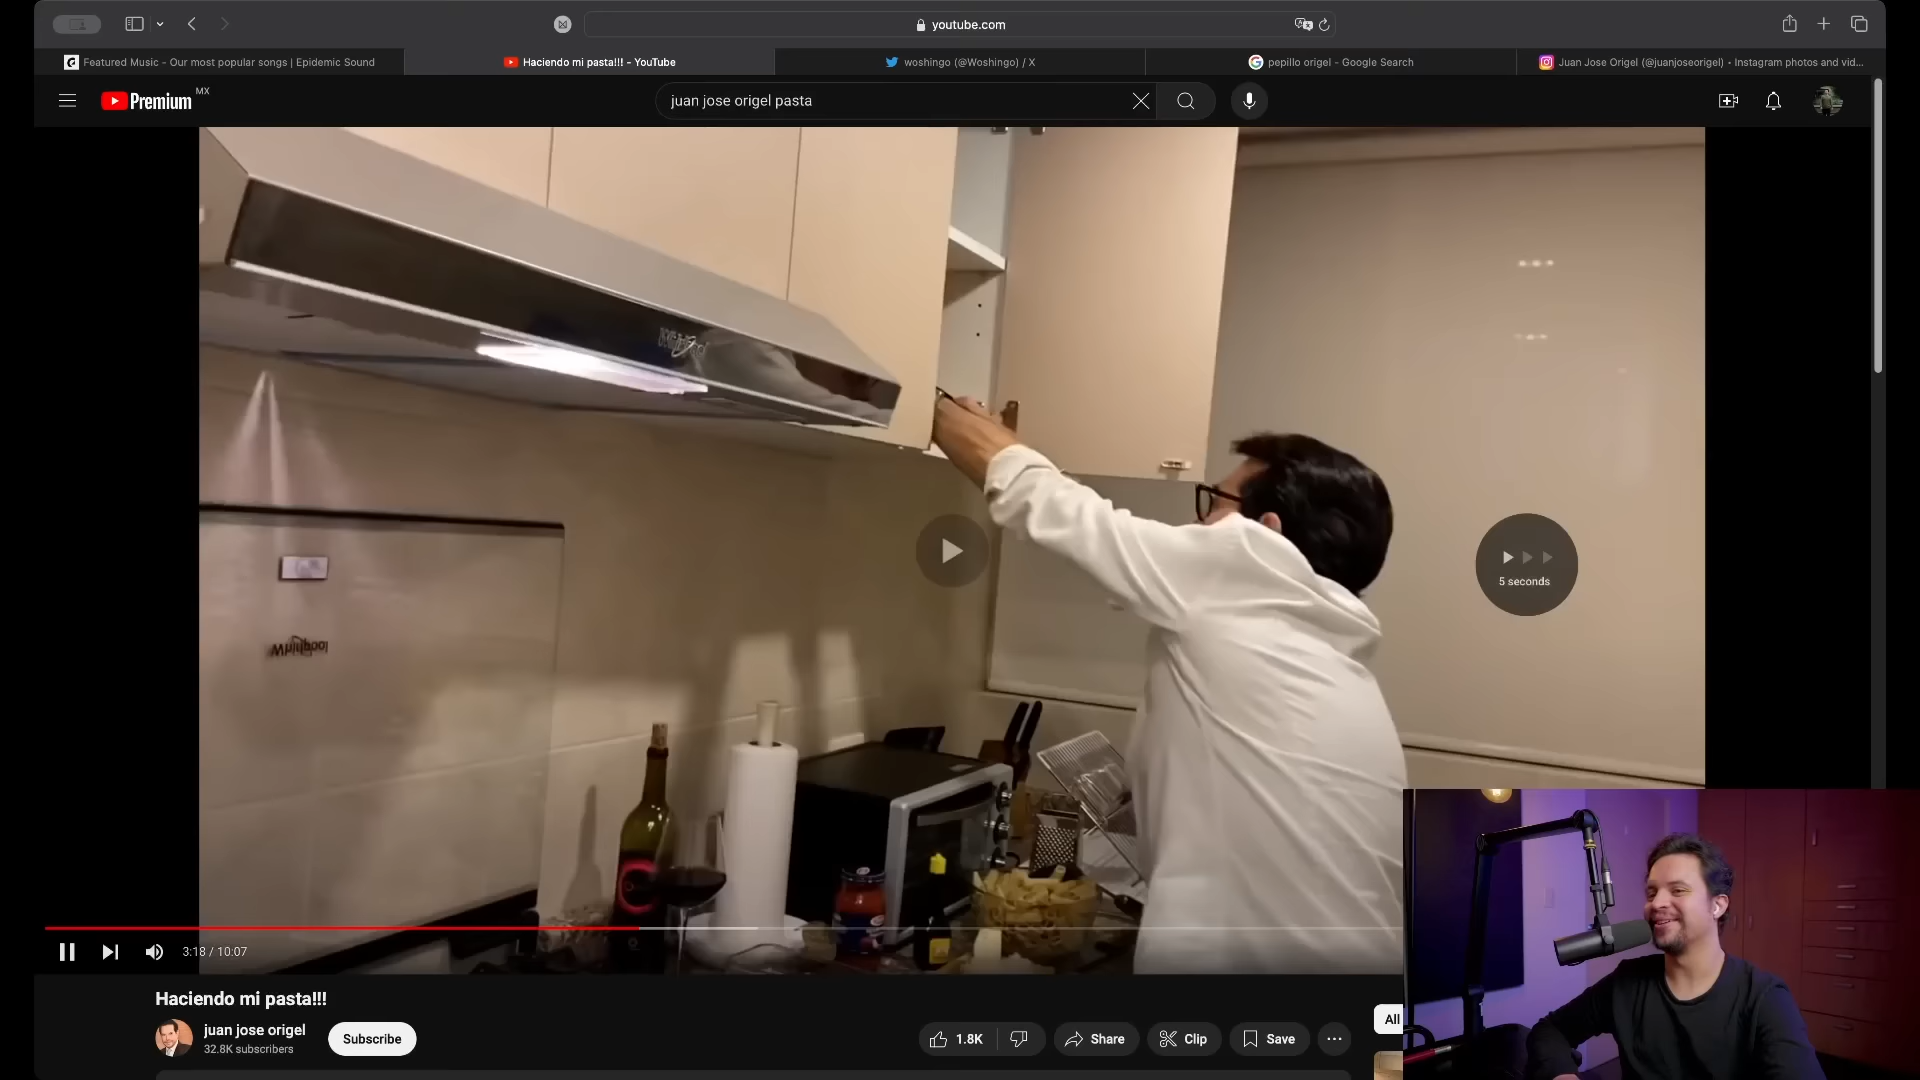 youtube.com
Featured Music - Our most popular songs | Epidemic Sound
Haciendo mi pasta!!! - YouTube
woshingo (@Woshingo) / X
pepillo origel - Google Search
Juan Jose Origel (@juanjoseorigel) • Instagram photos and vid...
Premium MX
juan jose origel pasta
Whirlpool
5 seconds
Whirlpool
3:18 / 10:07
Haciendo mi pasta!!!
juan jose origel
32.8K subscribers
Subscribe
1.8K
Share
Clip
Save
All